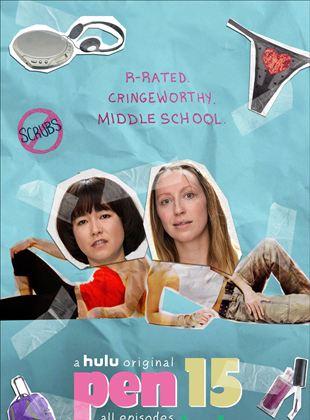 R-RATED.
CRINGEWORTHY.
MIDDLE SCHOOL.
SCRUBS
a hulu original
pen15
all episodes